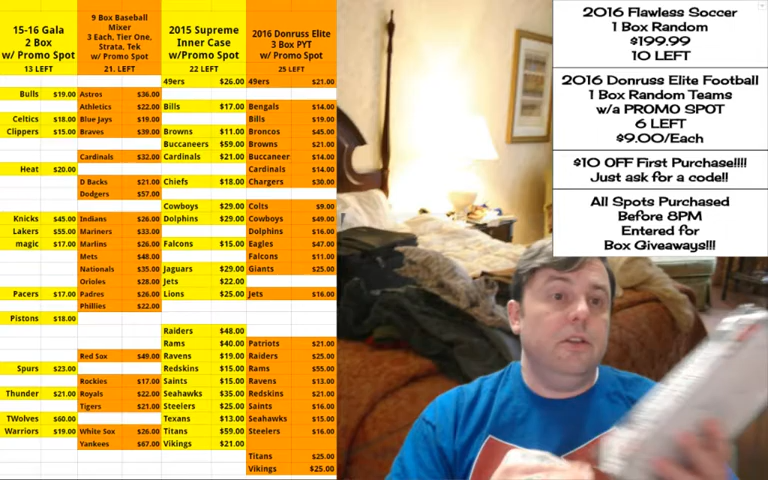 15-16 Gala
2 Box
w/ Promo Spot
13 LEFT
Bulls $19.00
Celtics $18.00
Clippers $15.00
Heat $20.00
Knicks $45.00
Lakers $55.00
magic $17.00
Pacers $17.00
Pistons $18.00
Spurs $23.00
Thunder $21.00
TWolves $60.00
Warriors $19.00
9 Box Baseball
Mixer
3 Each, Tier One,
Strata, Tek
w/ Promo Spot
21. LEFT
Astros $36.00
Athletics $22.00
Blue Jays $19.00
Braves $39.00
Cardinals $32.00
D Backs $21.00
Dodgers $57.00
Indians $26.00
Mariners $33.00
Marlins $26.00
Mets $48.00
Nationals $35.00
Orioles $28.00
Padres $26.00
Phillies $22.00
Red Sox $49.00
Rockies $17.00
Royals $22.00
Tigers $21.00
White Sox $26.00
Yankees $67.00
2015 Supreme
Inner Case
w/Promo Spot
22 LEFT
49ers $26.00
Bills $17.00
Browns $11.00
Buccaneers $59.00
Cardinals $21.00
Chiefs $18.00
Cowboys $29.00
Dolphins $29.00
Falcons $15.00
Jaguars $29.00
Jets $22.00
Lions $25.00
Raiders $48.00
Rams $40.00
Ravens $19.00
Redskins $15.00
Saints $15.00
Seahawks $35.00
Steelers $25.00
Texans $13.00
Titans $59.00
Vikings $21.00
2016 Donruss Elite
3 Box PYT
w/ Promo Spot
25 LEFT
49ers $21.00
Bengals $14.00
Bills $19.00
Broncos $45.00
Browns $21.00
Buccaneer $14.00
Cardinals $14.00
Chargers $30.00
Colts $9.00
Cowboys $49.00
Dolphins $16.00
Eagles $47.00
Falcons $11.00
Giants $25.00
Jets $16.00
Patriots $21.00
Raiders $25.00
Rams $55.00
Ravens $13.00
Redskins $21.00
Saints $16.00
Seahawks $15.00
Steelers $16.00
Titans $25.00
Vikings $25.00
2016 Flawless Soccer
1 Box Random
$199.99
10 LEFT
2016 Donruss Elite Football
1 Box Random Teams
w/a PROMO SPOT
6 LEFT
$9.00/Each
$10 OFF First Purchase!!!!
Just ask for a code!!
All Spots Purchased
Before 8PM
Entered for
Box Giveaways!!!